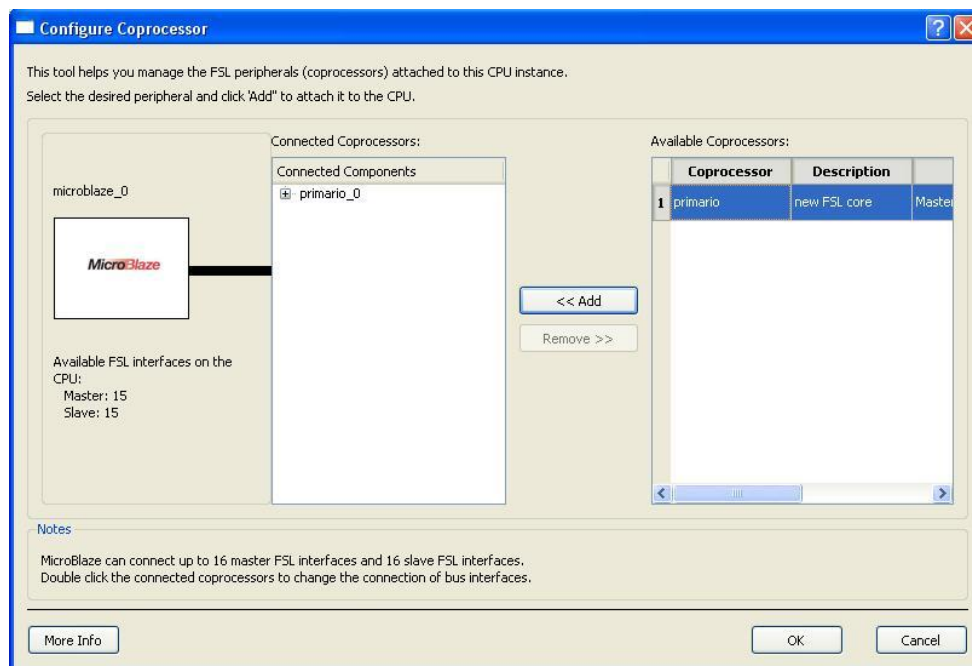 Configure Coprocessor
This tool helps you manage the FSL peripherals (coprocessors) attached to this CPU instance.
Select the desired peripheral and click 'Add" to attach it to the CPU.
microblaze_0
MicroBlaze
Available FSL interfaces on the
CPU:
Master: 15
Slave: 15
Connected Coprocessors:
Connected Components
primario_0
<< Add
Remove >>
Available Coprocessors:
Coprocessor Description
1 primario new FSL core Master
Notes
MicroBlaze can connect up to 16 master FSL interfaces and 16 slave FSL interfaces.
Double click the connected coprocessors to change the connection of bus interfaces.
More Info
OK
Cancel